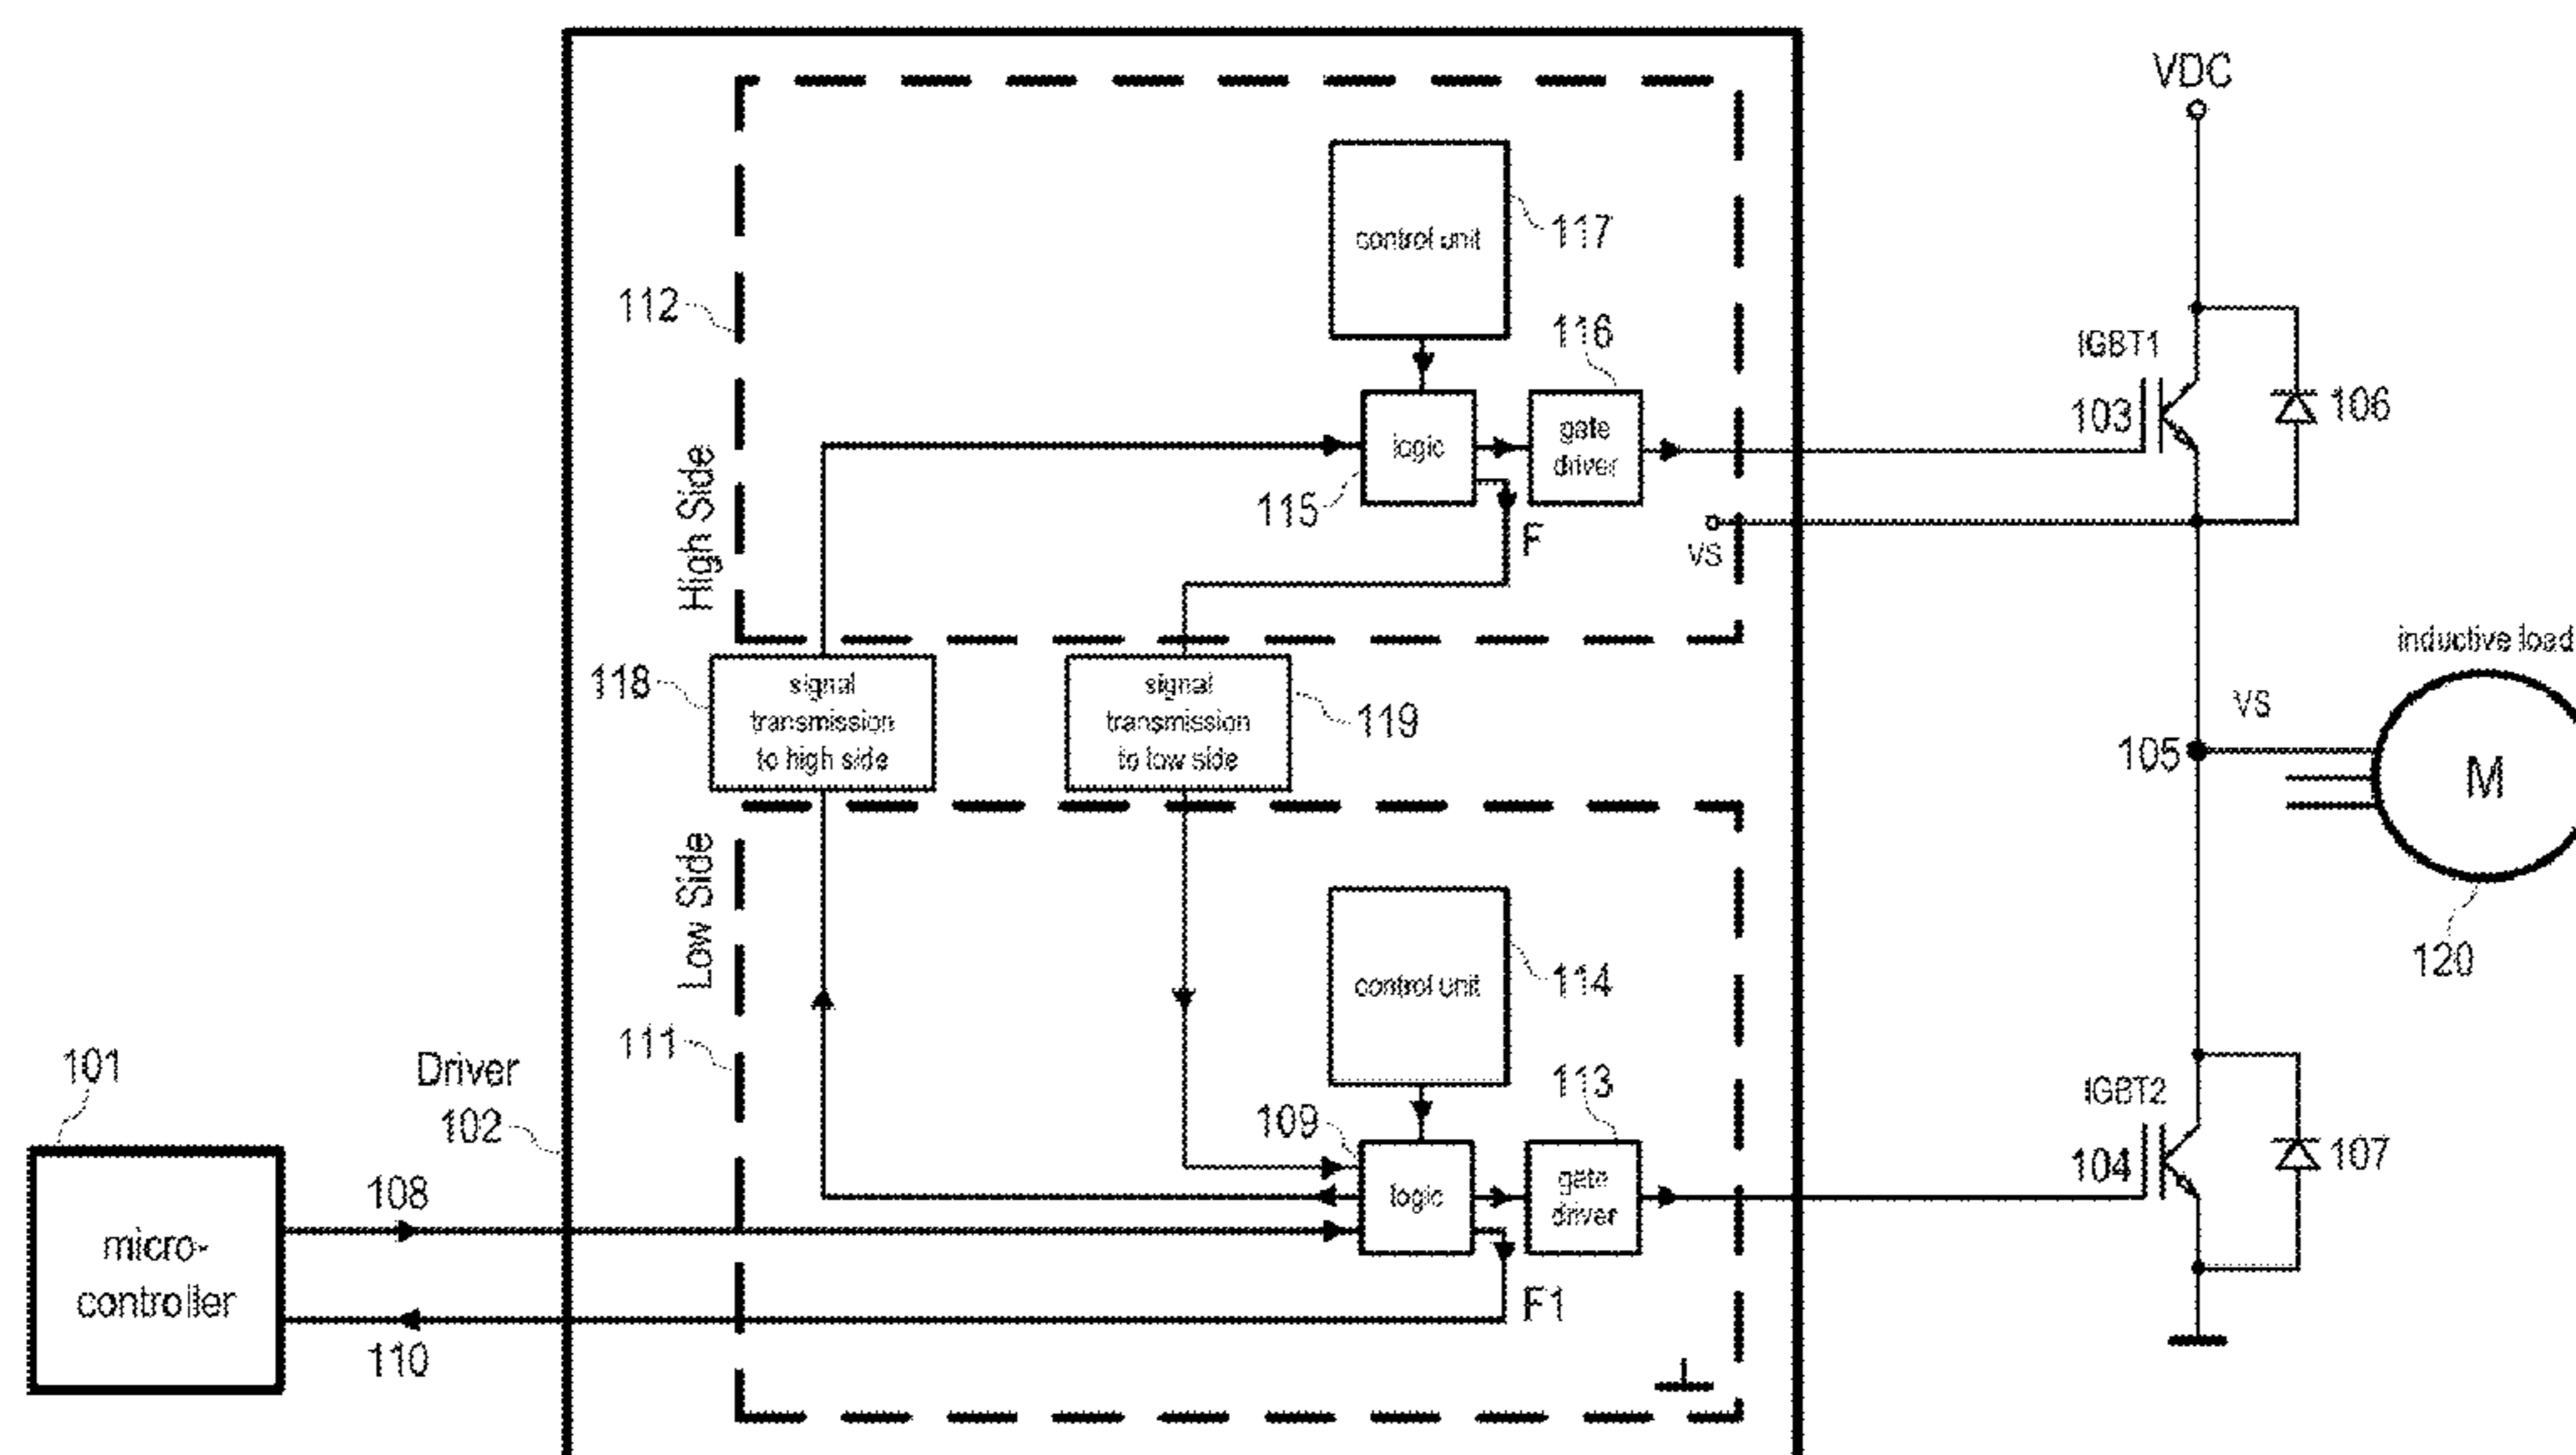 VDC
control unit
117
112
116
IGBT1
103
106
logic
gate
driver
115
F
VS
High Side
118
signal
transmission
to high side
signal
transmission
to low side
119
inductive load
VS
105
M
120
Low Side
control unit
114
111
113
109
IGBT2
104
107
logic
gate
driver
101
Driver
102
108
micro-
controller
110
F1